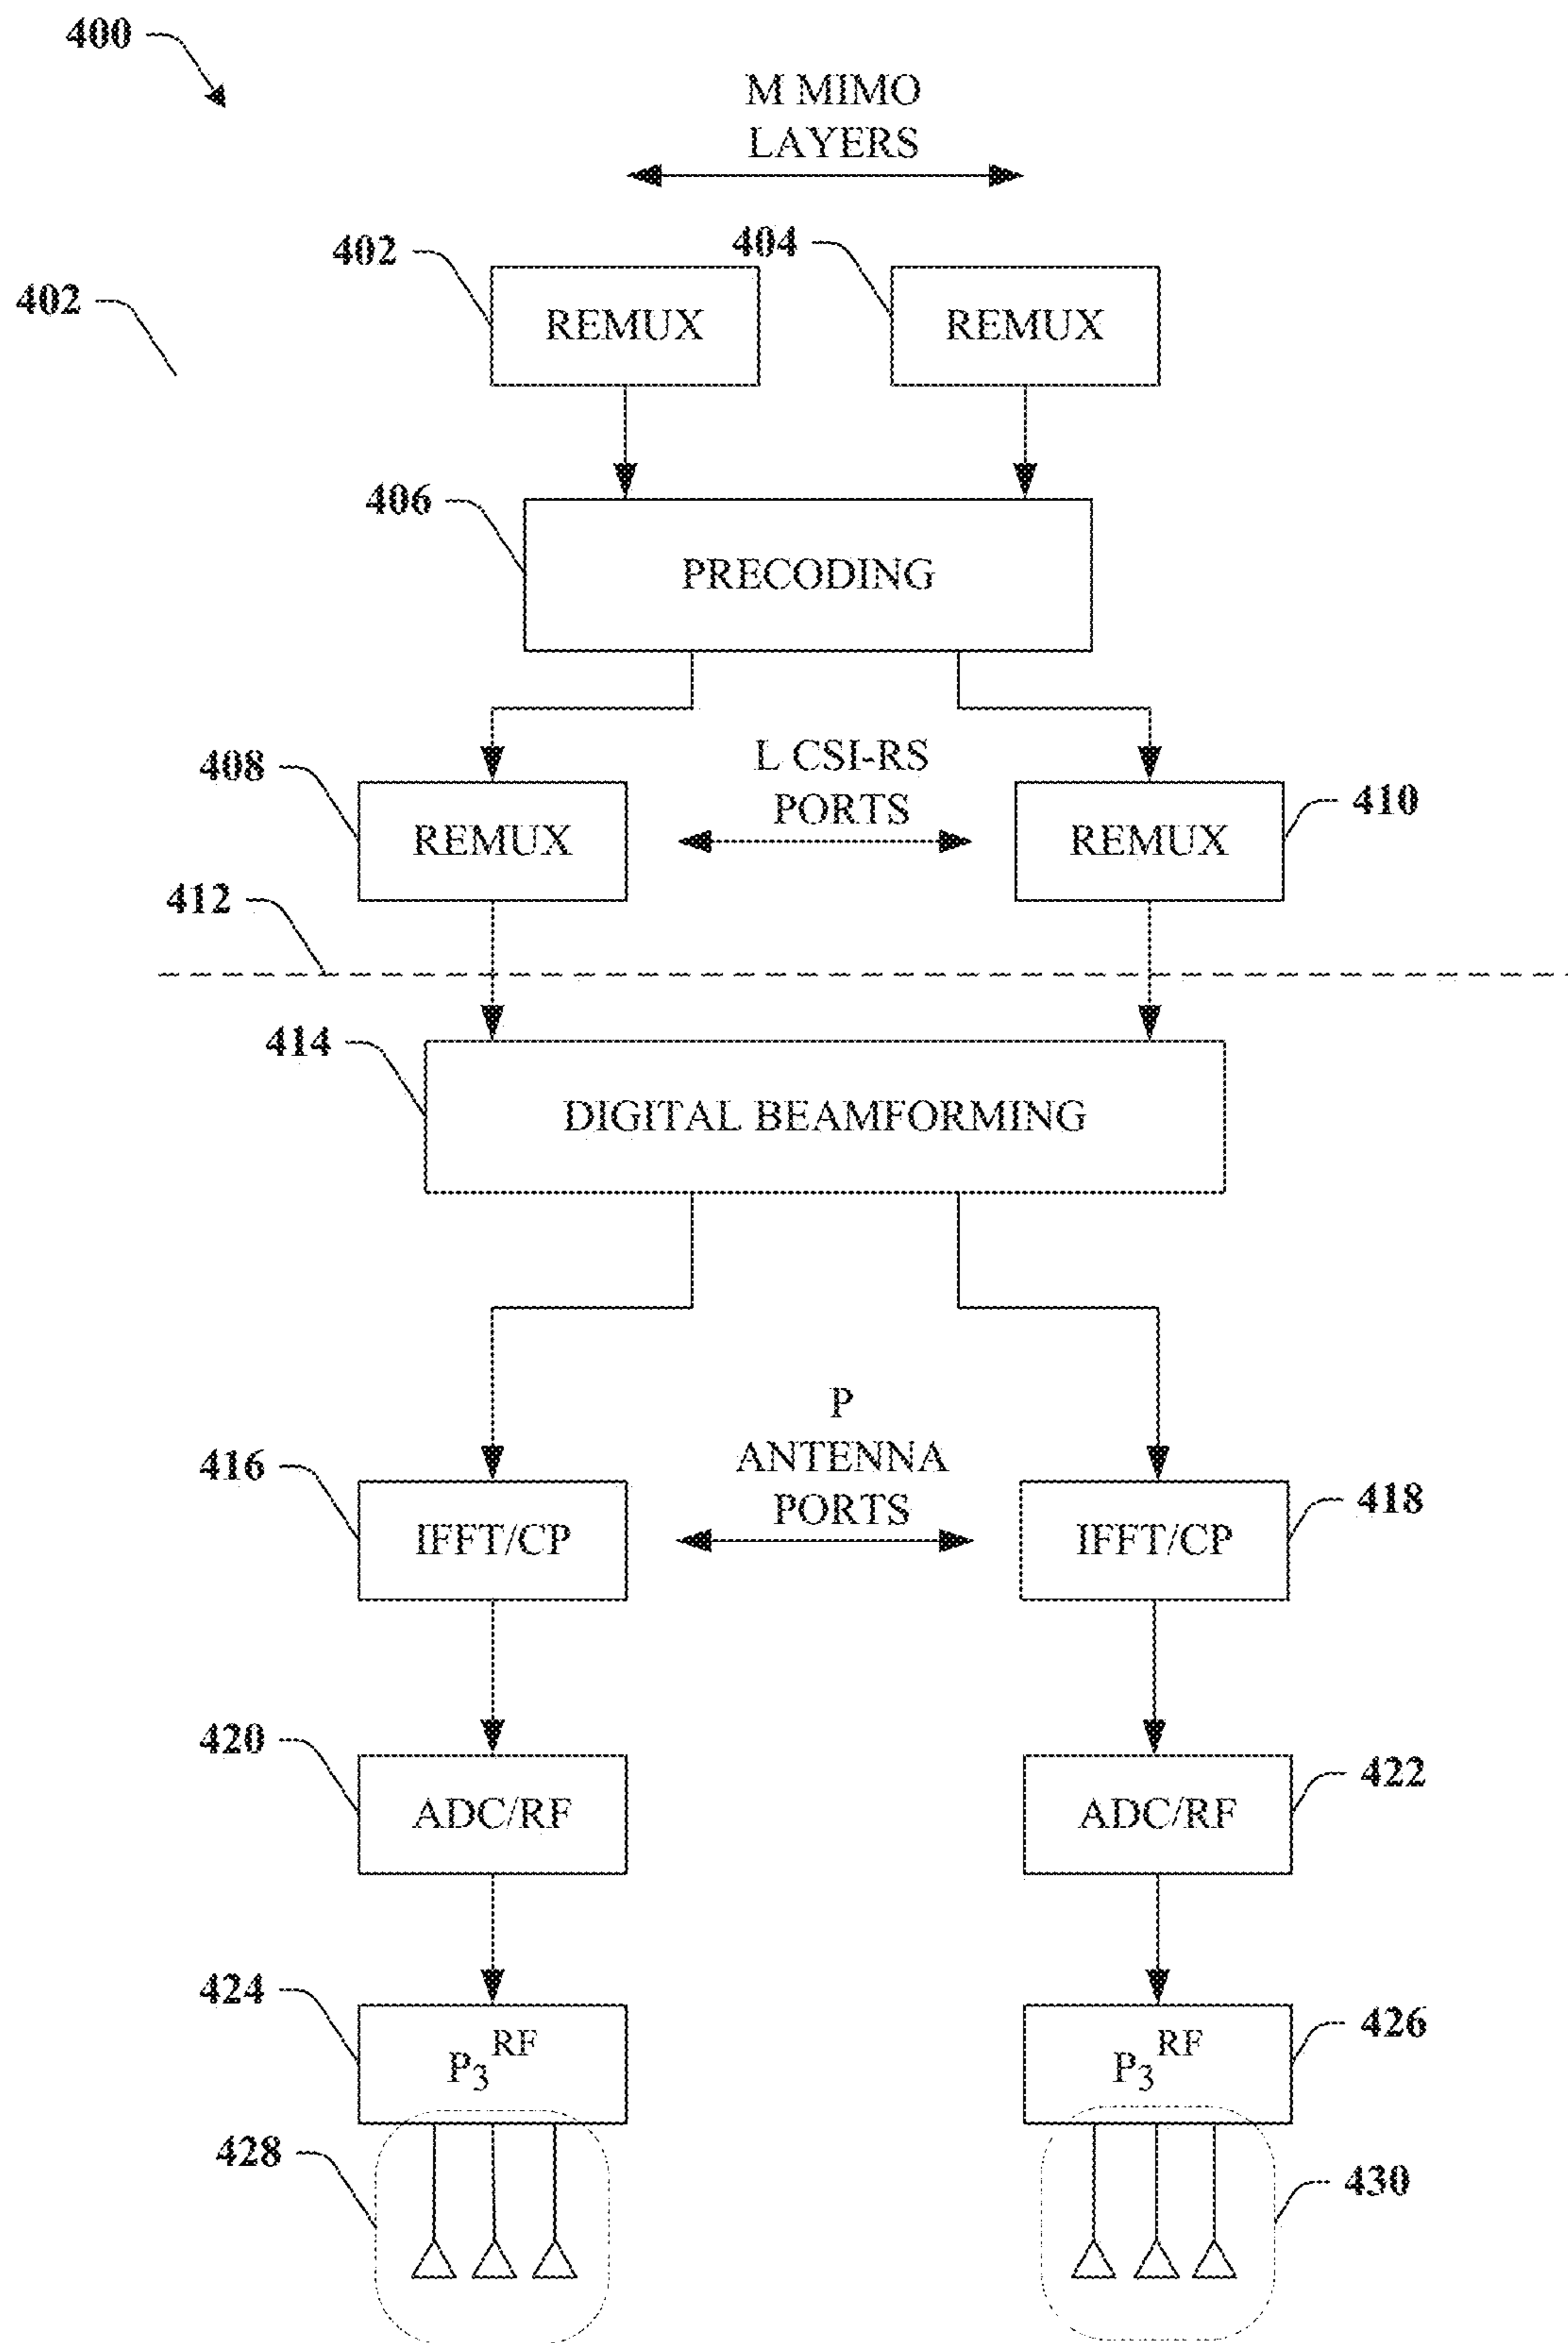 400
M MIMO
LAYERS
402
404
402
REMUX
REMUX
406
PRECODING
L CSI-RS
PORTS
408
410
REMUX
REMUX
412
414
DIGITAL BEAMFORMING
P
ANTENNA
PORTS
416
418
IFFT/CP
IFFT/CP
420
422
ADC/RF
ADC/RF
424
426
P3RF
P3RF
428
430